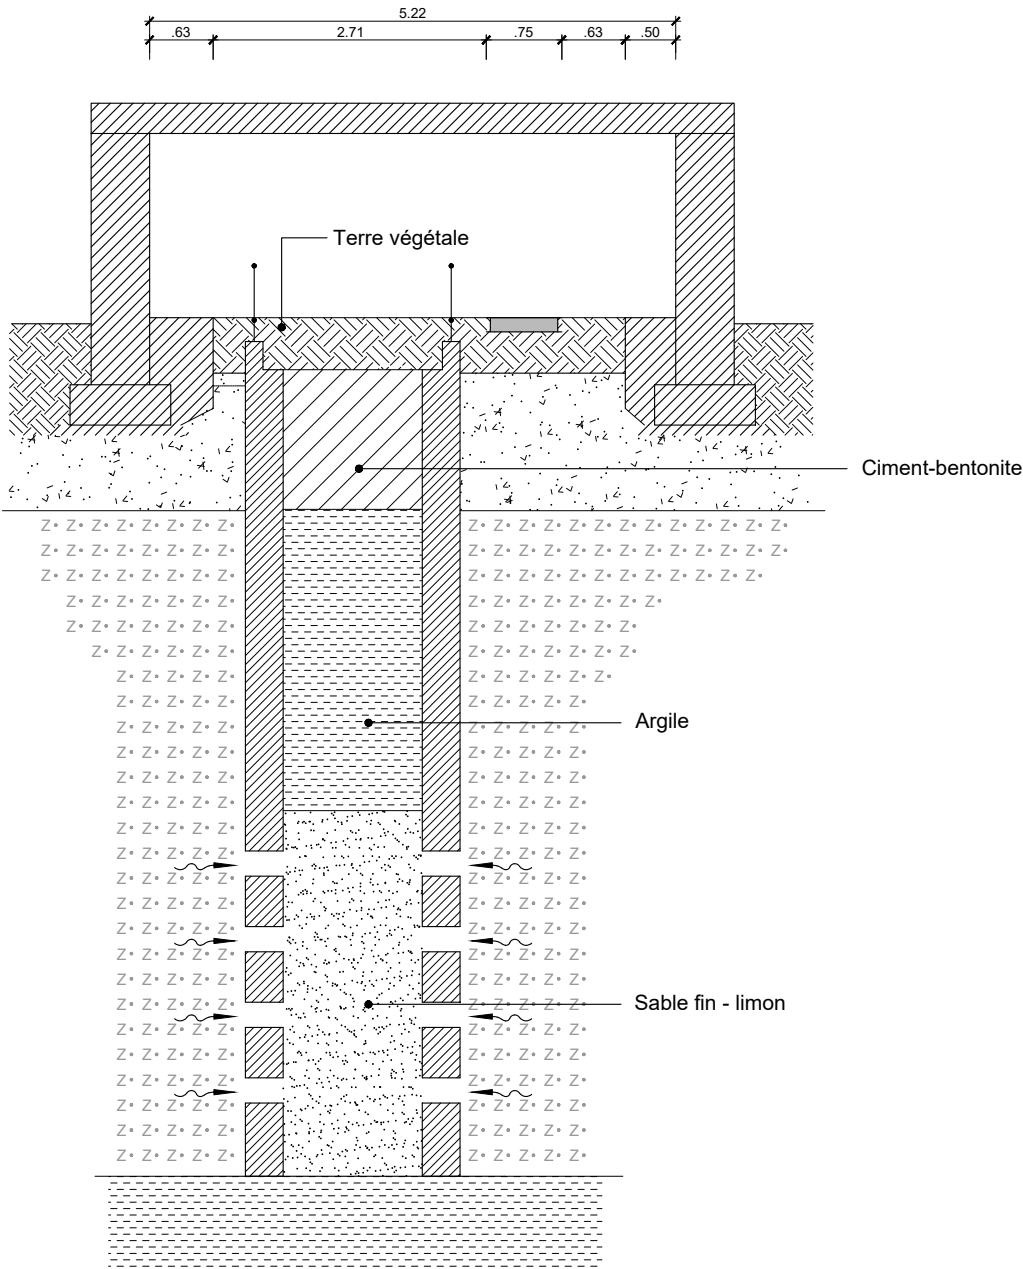 5.22
.63 2.71 .75 .63 .50
Terre végétale
Ciment-bentonite
Argile
Sable fin - limon